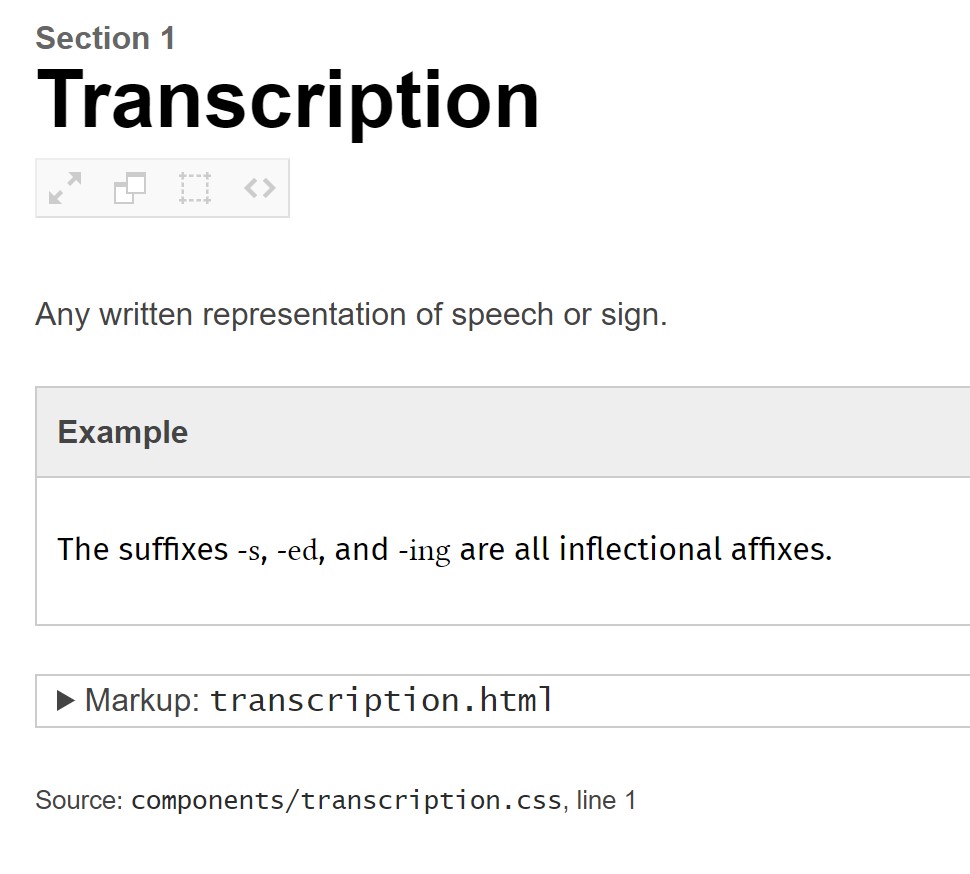 Section 1
Transcription
Any written representation of speech or sign.
Example
The suffixes -s, -ed, and -ing are all inflectional affixes.
Markup: transcription.html
Source: components/transcription.css, line 1